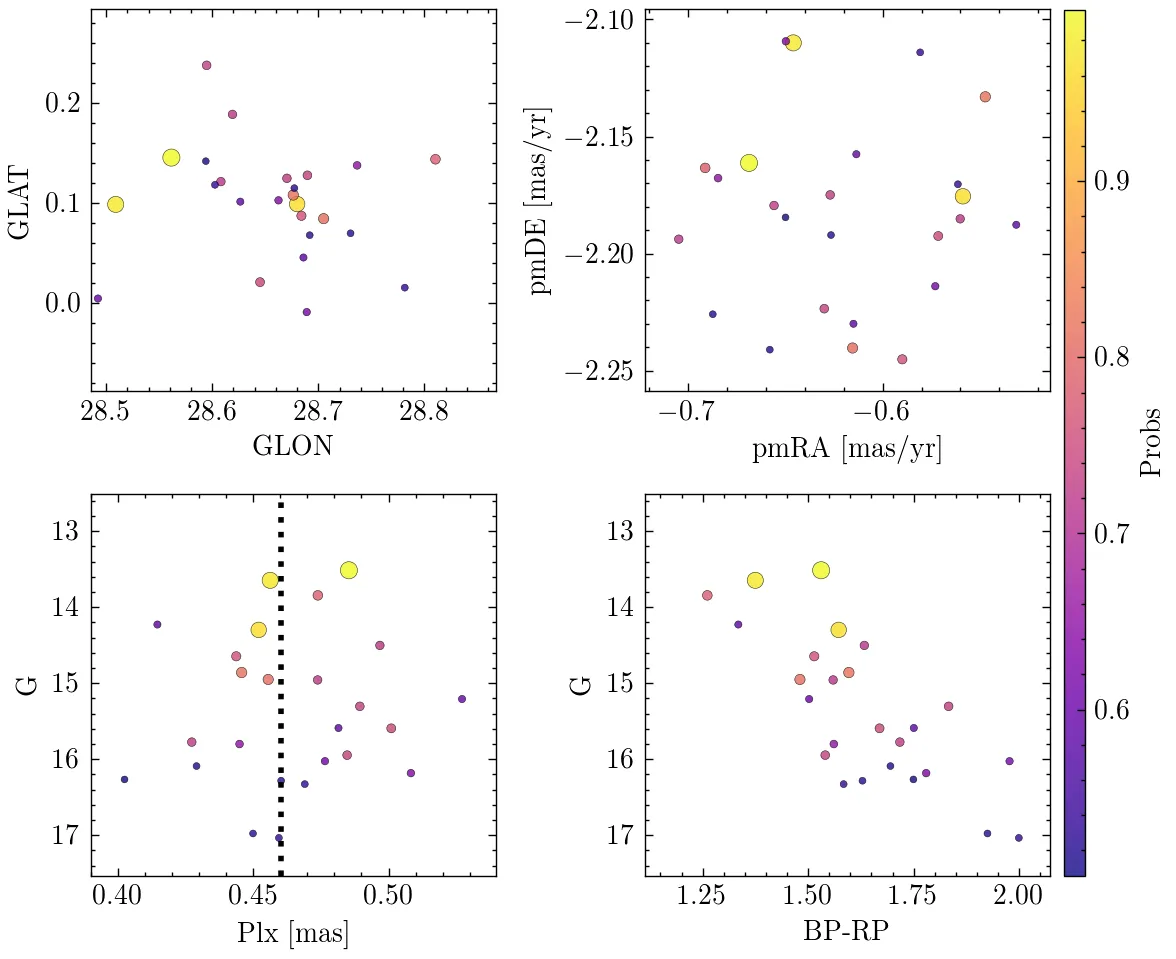 0.2
0.1
0.0
GLAT
28.5 28.6 28.7 28.8
GLON
−2.10
−2.15
−2.20
−2.25
pmDE [mas/yr]
−0.7 −0.6
pmRA [mas/yr]
13
14
15
16
17
G
0.40 0.45 0.50
Plx [mas]
13
14
15
16
17
G
1.25 1.50 1.75 2.00
BP-RP
0.9
0.8
0.7
0.6
Probs